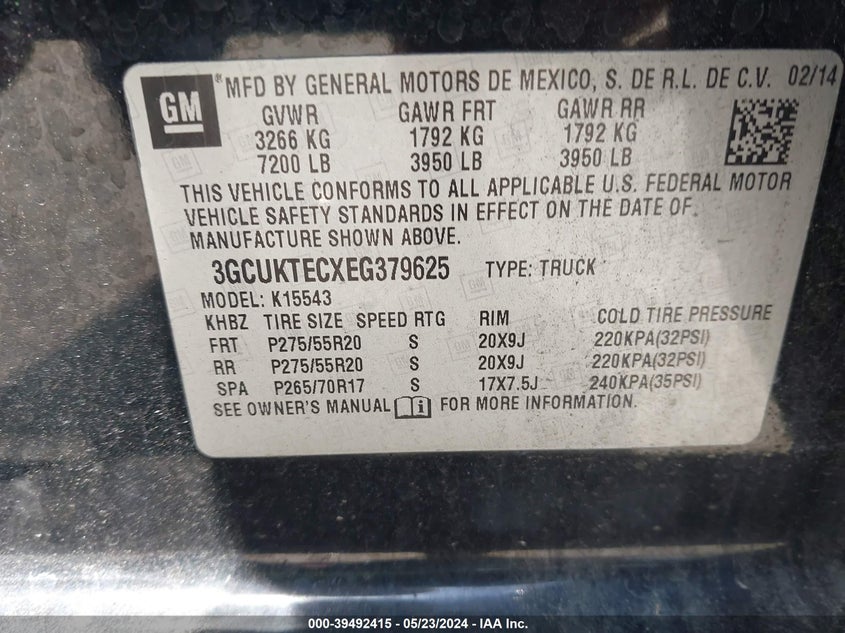 GM ® MFD BY GENERAL MOTORS DE MEXICO, S. DE R.L. DE C.V. 02/14
GVWR GAWR FRT GAWR RR
3266 KG 1792 KG 1792 KG
7200 LB 3950 LB 3950 LB
THIS VEHICLE CONFORMS TO ALL APPLICABLE U.S. FEDERAL MOTOR
VEHICLE SAFETY STANDARDS IN EFFECT ON THE DATE OF
MANUFACTURE SHOWN ABOVE.
3GCUKTECXEG379625 TYPE: TRUCK
MODEL: K15543
KHBZ TIRE SIZE SPEED RTG RIM COLD TIRE PRESSURE
FRT P275/55R20 S 20X9J 220KPA(32PSI)
RR P275/55R20 S 20X9J 220KPA(32PSI)
SPA P265/70R17 S 17X7.5J 240KPA(35PSI)
SEE OWNER'S MANUAL i FOR MORE INFORMATION.
000-39492415 - 05/23/2024 - IAA Inc.